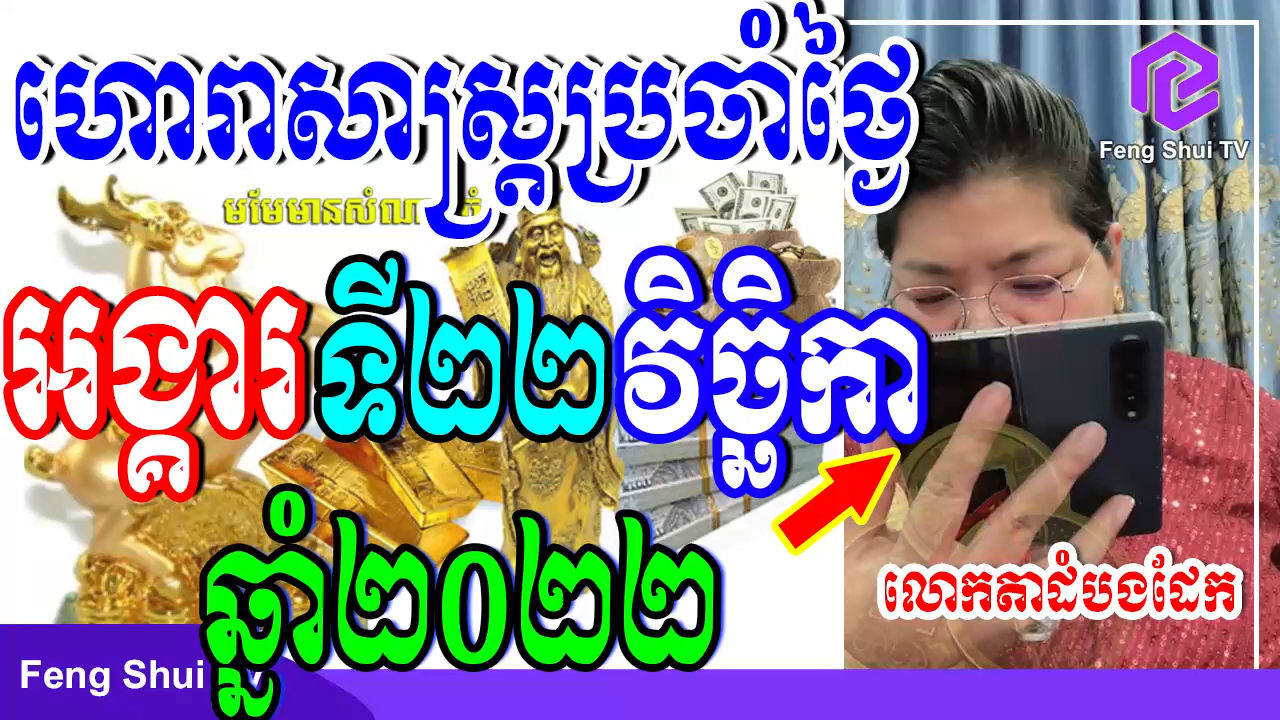 ហោរាសាស្ត្រប្រចាំថ្ងៃ
Feng Shui TV
មមែមានសំណា
អង្គារ ទី២២ វិច្ឆិកា
ឆ្នាំ២០២២
លោកតាដំបងដែក
Feng Shui